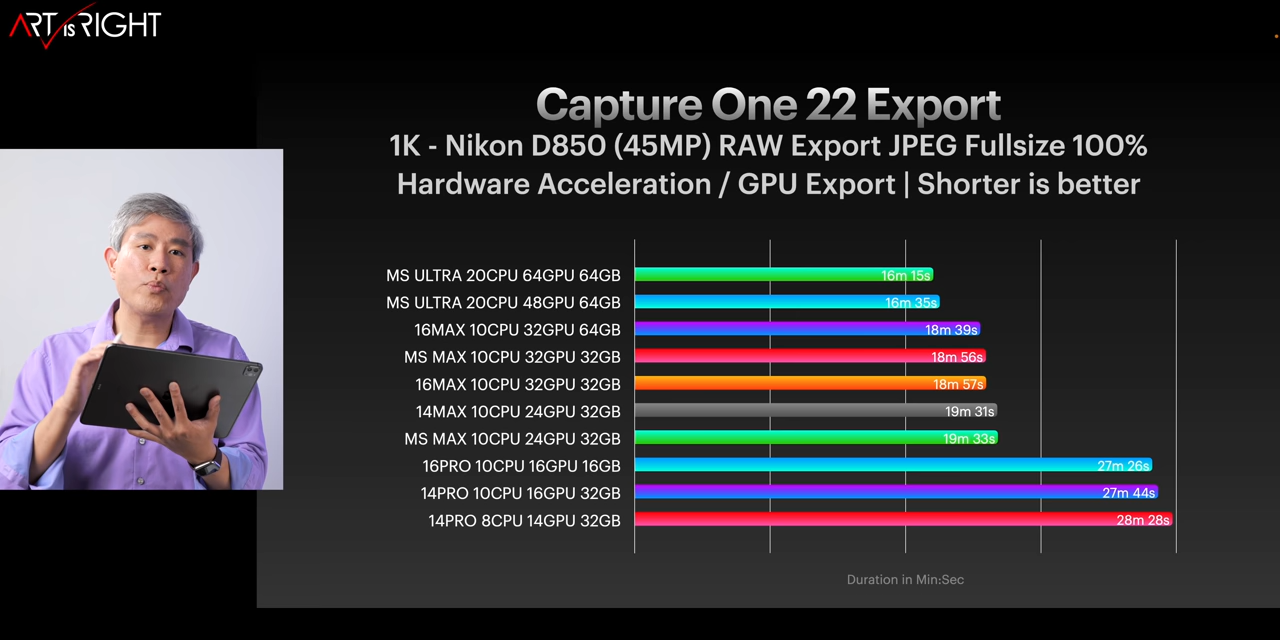 ART IS RIGHT
Capture One 22 Export
1K - Nikon D850 (45MP) RAW Export JPEG Fullsize 100%
Hardware Acceleration / GPU Export | Shorter is better
MS ULTRA 20CPU 64GPU 64GB 16m 15s
MS ULTRA 20CPU 48GPU 64GB 16m 35s
16MAX 10CPU 32GPU 64GB 18m 39s
MS MAX 10CPU 32GPU 32GB 18m 56s
16MAX 10CPU 32GPU 32GB 18m 57s
14MAX 10CPU 24GPU 32GB 19m 31s
MS MAX 10CPU 24GPU 32GB 19m 33s
16PRO 10CPU 16GPU 16GB 27m 26s
14PRO 10CPU 16GPU 32GB 27m 44s
14PRO 8CPU 14GPU 32GB 28m 28s
Duration in Min:Sec